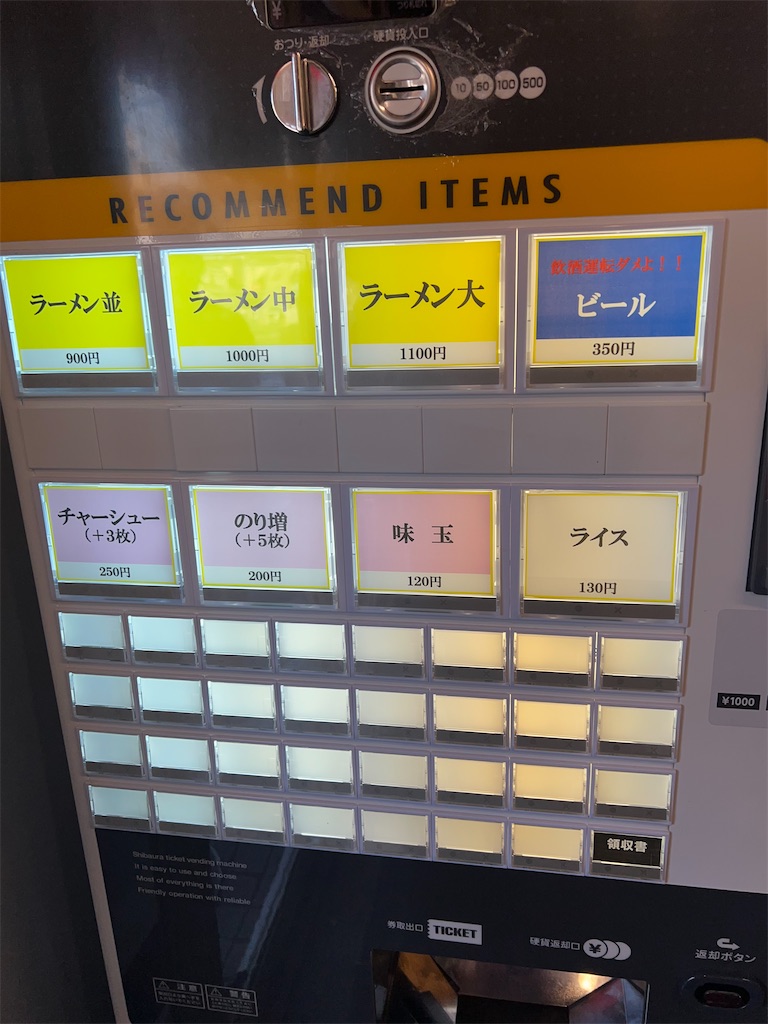 おつり・返却
硬貨投入口
10 50 100 500
RECOMMEND ITEMS
ラーメン並
900円
ラーメン中
1000円
ラーメン大
1100円
飲酒運転ダメよ！！
ビール
350円
チャーシュー
(＋3枚)
250円
のり増
(＋5枚)
200円
味 玉
120円
ライス
130円
¥1000
領収書
Shibaura ticket vending machine
It is easy to use and choose
Most of everything is there
Friendly operation with reliable
券取出口 TICKET
硬貨返却口 ¥
返却ボタン
注意
警告